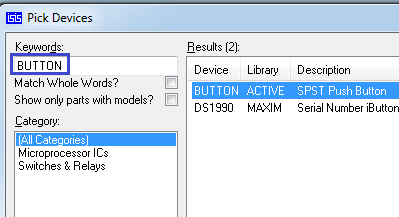 ISIS Pick Devices
Keywords:
BUTTON
Match Whole Words?
Show only parts with models?
Category:
(All Categories)
Microprocessor ICs
Switches & Relays
Results (2):
Device Library Description
BUTTON ACTIVE SPST Push Button
DS1990 MAXIM Serial Number iButton